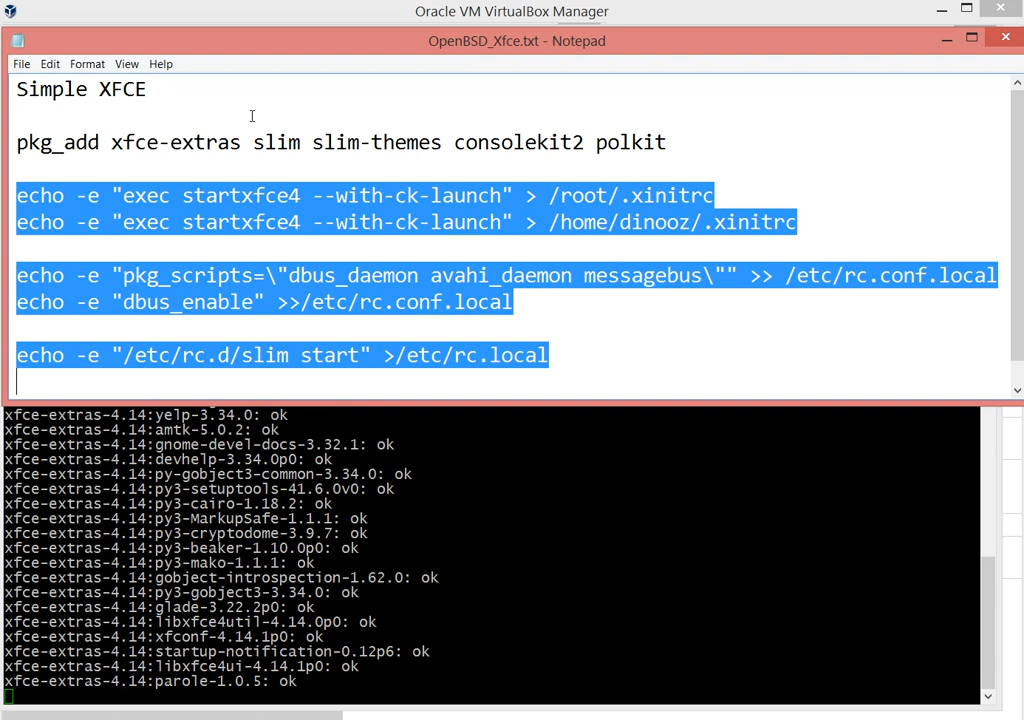 Oracle VM VirtualBox Manager
OpenBSD_Xfce.txt - Notepad
File Edit Format View Help
Simple XFCE
pkg_add xfce-extras slim slim-themes consolekit2 polkit
echo -e "exec startxfce4 --with-ck-launch" > /root/.xinitrc
echo -e "exec startxfce4 --with-ck-launch" > /home/dinooz/.xinitrc
echo -e "pkg_scripts=\"dbus_daemon avahi_daemon messagebus\"" >> /etc/rc.conf.local
echo -e "dbus_enable" >>/etc/rc.conf.local
echo -e "/etc/rc.d/slim start" >/etc/rc.local
xfce-extras-4.14:yelp-3.34.0: ok
xfce-extras-4.14:amtk-5.0.2: ok
xfce-extras-4.14:gnome-devel-docs-3.32.1: ok
xfce-extras-4.14:devhelp-3.34.0p0: ok
xfce-extras-4.14:py-gobject3-common-3.34.0: ok
xfce-extras-4.14:py3-setuptools-41.6.0v0: ok
xfce-extras-4.14:py3-cairo-1.18.2: ok
xfce-extras-4.14:py3-MarkupSafe-1.1.1: ok
xfce-extras-4.14:py3-cryptodome-3.9.7: ok
xfce-extras-4.14:py3-beaker-1.10.0p0: ok
xfce-extras-4.14:py3-mako-1.1.1: ok
xfce-extras-4.14:gobject-introspection-1.62.0: ok
xfce-extras-4.14:py3-gobject3-3.34.0: ok
xfce-extras-4.14:glade-3.22.2p0: ok
xfce-extras-4.14:libxfce4util-4.14.0p0: ok
xfce-extras-4.14:xfconf-4.14.1p0: ok
xfce-extras-4.14:startup-notification-0.12p6: ok
xfce-extras-4.14:libxfce4ui-4.14.1p0: ok
xfce-extras-4.14:parole-1.0.5: ok